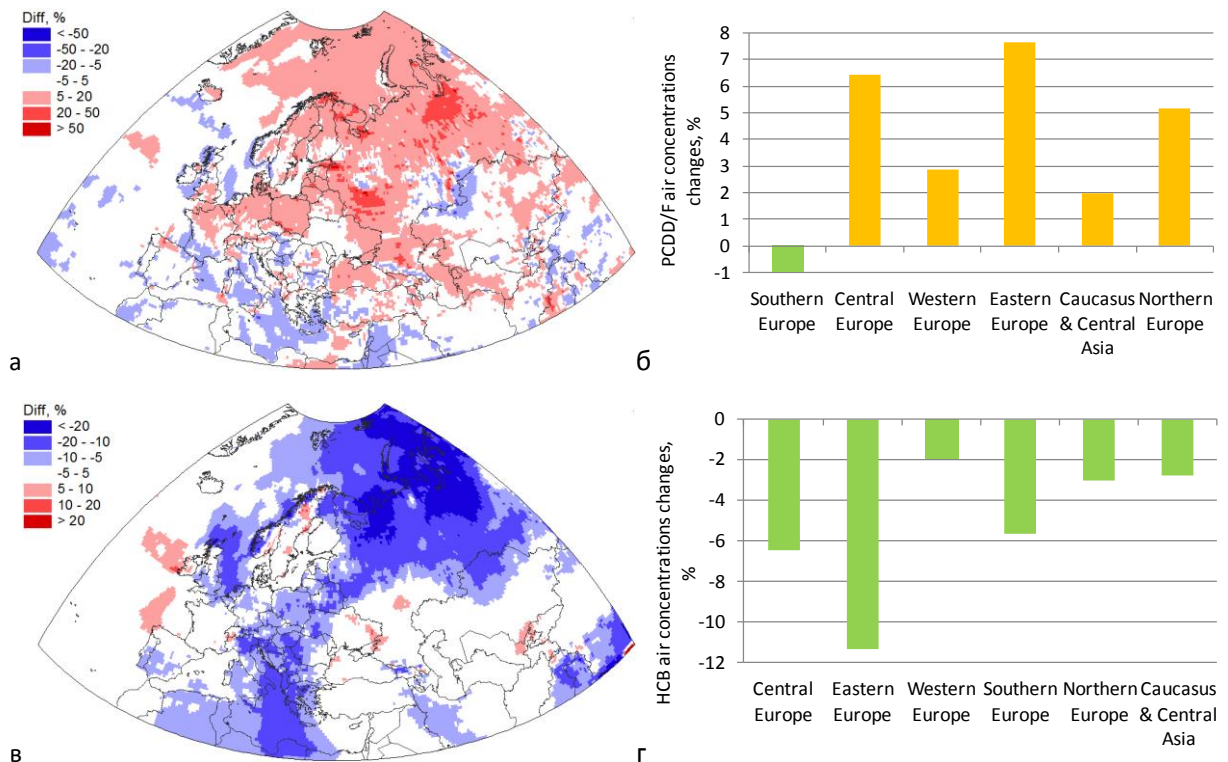 Diff, %
< -50
-50 - -20
-20 - -5
-5 - 5
5 - 20
20 - 50
> 50
а
PCDD/F air concentrations
changes, %
8
7
6
5
4
3
2
1
0
-1
Southern
Europe
Central
Europe
Western
Europe
Eastern
Europe
Caucasus
& Central
Asia
Northern
Europe
б
Diff, %
< -20
-20 - -10
-10 - -5
-5 - 5
5 - 10
10 - 20
> 20
в
HCB air concentrations changes,
%
0
-2
-4
-6
-8
-10
-12
Central
Europe
Eastern
Europe
Western
Europe
Southern
Europe
Northern
Europe
Caucasus
& Central
Asia
г